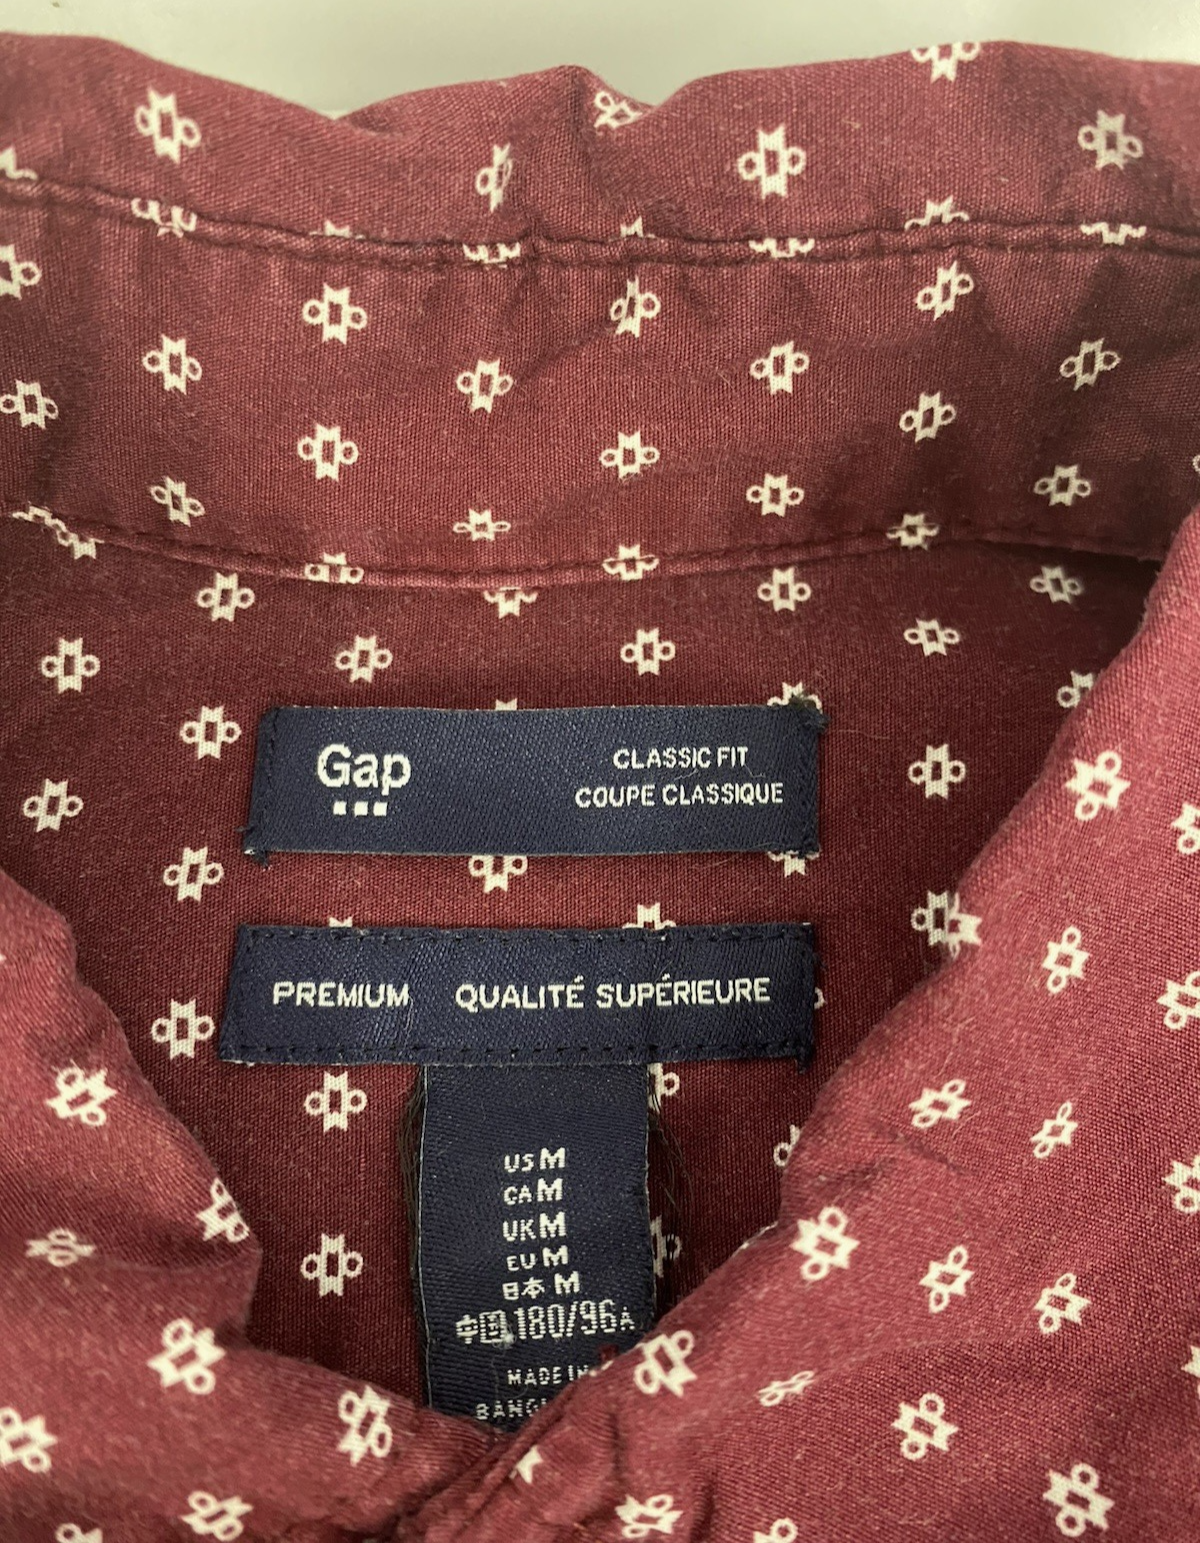 Gap
CLASSIC FIT
COUPE CLASSIQUE
PREMIUM QUALITÉ SUPÉRIEURE
US M
CA M
UK M
EU M
日本 M
中国 180/96A
MADE IN